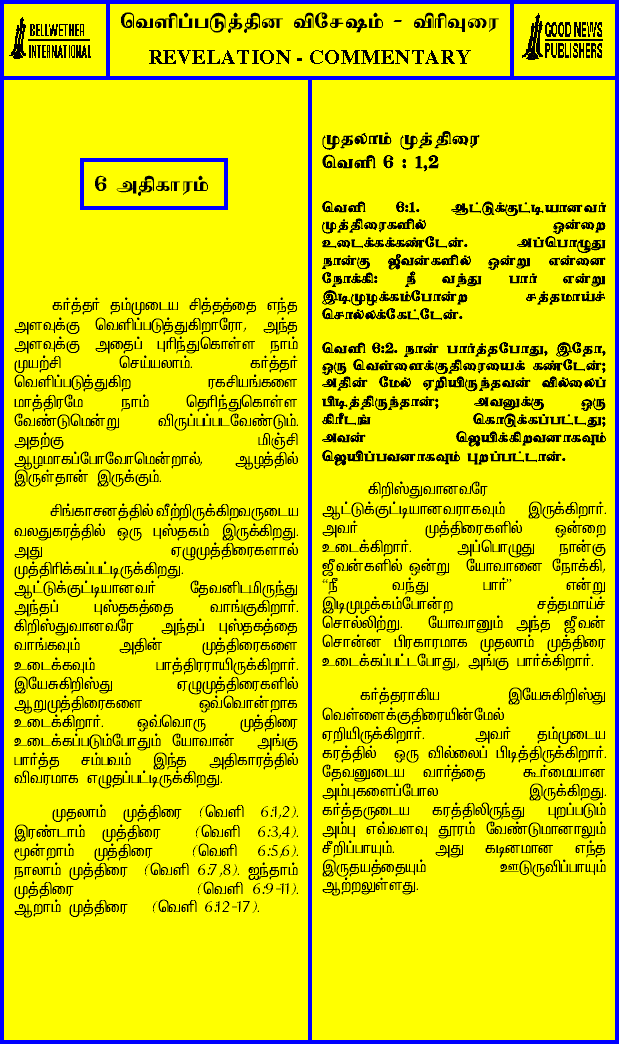 BELLWETHER
INTERNATIONAL
வெளிப்படுத்தின விசேஷம் - விரிவுரை
REVELATION - COMMENTARY
GOOD NEWS
PUBLISHERS
6 அதிகாரம்
கர்த்தர் தம்முடைய சித்தத்தை எந்த
அளவுக்கு வெளிப்படுத்துகிறாரோ, அந்த
அளவுக்கு அதைப் புரிந்துகொள்ள நாம்
முயற்சி செய்யலாம். கர்த்தர்
வெளிப்படுத்துகிற ரகசியங்களை
மாத்திரமே நாம் தெரிந்துகொள்ள
வேண்டுமென்று விருப்பப்படவேண்டும்.
அதற்கு மிஞ்சி
ஆழமாகப்போவோமென்றால், ஆழத்தில்
இருள்தான் இருக்கும்.
சிங்காசனத்தில் வீற்றிருக்கிறவருடைய
வலதுகரத்தில் ஒரு புஸ்தகம் இருக்கிறது.
அது ஏழுமுத்திரைகளால்
முத்திரிக்கப்பட்டிருக்கிறது.
ஆட்டுக்குட்டியானவர் தேவனிடமிருந்து
அந்தப் புஸ்தகத்தை வாங்குகிறார்.
கிறிஸ்துவானவரே அந்தப் புஸ்தகத்தை
வாங்கவும் அதின் முத்திரைகளை
உடைக்கவும் பாத்திரராயிருக்கிறார்.
இயேசுகிறிஸ்து ஏழுமுத்திரைகளில்
ஆறுமுத்திரைகளை ஒவ்வொன்றாக
உடைக்கிறார். ஒவ்வொரு முத்திரை
உடைக்கப்படும்போதும் யோவான் அங்கு
பார்த்த சம்பவம் இந்த அதிகாரத்தில்
விவரமாக எழுதப்பட்டிருக்கிறது.
முதலாம் முத்திரை (வெளி 6:1,2).
இரண்டாம் முத்திரை (வெளி 6:3,4).
மூன்றாம் முத்திரை (வெளி 6:5,6).
நாலாம் முத்திரை (வெளி 6:7,8). ஐந்தாம்
முத்திரை (வெளி 6:9-11).
ஆறாம் முத்திரை (வெளி 6:12-17).
முதலாம் முத்திரை
வெளி 6 : 1,2
வெளி 6:1. ஆட்டுக்குட்டியானவர்
முத்திரைகளில் ஒன்றை
உடைக்கக்கண்டேன். அப்பொழுது
நான்கு ஜீவன்களில் ஒன்று என்னை
நோக்கி: நீ வந்து பார் என்று
இடிமுழக்கம்போன்ற சத்தமாய்ச்
சொல்லக்கேட்டேன்.
வெளி 6:2. நான் பார்த்தபோது, இதோ,
ஒரு வெள்ளைக்குதிரையைக் கண்டேன்;
அதின் மேல் ஏறியிருந்தவன் வில்லைப்
பிடித்திருந்தான்; அவனுக்கு ஒரு
கிரீடங் கொடுக்கப்பட்டது;
அவன் ஜெயிக்கிறவனாகவும்
ஜெயிப்பவனாகவும் புறப்பட்டான்.
கிறிஸ்துவானவரே
ஆட்டுக்குட்டியானவராகவும் இருக்கிறார்.
அவர் முத்திரைகளில் ஒன்றை
உடைக்கிறார். அப்பொழுது நான்கு
ஜீவன்களில் ஒன்று யோவானை நோக்கி,
“நீ வந்து பார்” என்று
இடிமுழக்கம்போன்ற சத்தமாய்ச்
சொல்லிற்று. யோவானும் அந்த ஜீவன்
சொன்ன பிரகாரமாக முதலாம் முத்திரை
உடைக்கப்பட்டபோது, அங்கு பார்க்கிறார்.
கர்த்தராகிய இயேசுகிறிஸ்து
வெள்ளைக்குதிரையின்மேல்
ஏறியிருக்கிறார். அவர் தம்முடைய
கரத்தில் ஒரு வில்லைப் பிடித்திருக்கிறார்.
தேவனுடைய வார்த்தை கூர்மையான
அம்புகளைப்போல இருக்கிறது.
கர்த்தருடைய கரத்திலிருந்து புறப்படும்
அம்பு எவ்வளவு தூரம் வேண்டுமானாலும்
சீறிப்பாயும். அது கடினமான எந்த
இருதயத்தையும் ஊடுருவிப்பாயும்
ஆற்றலுள்ளது.